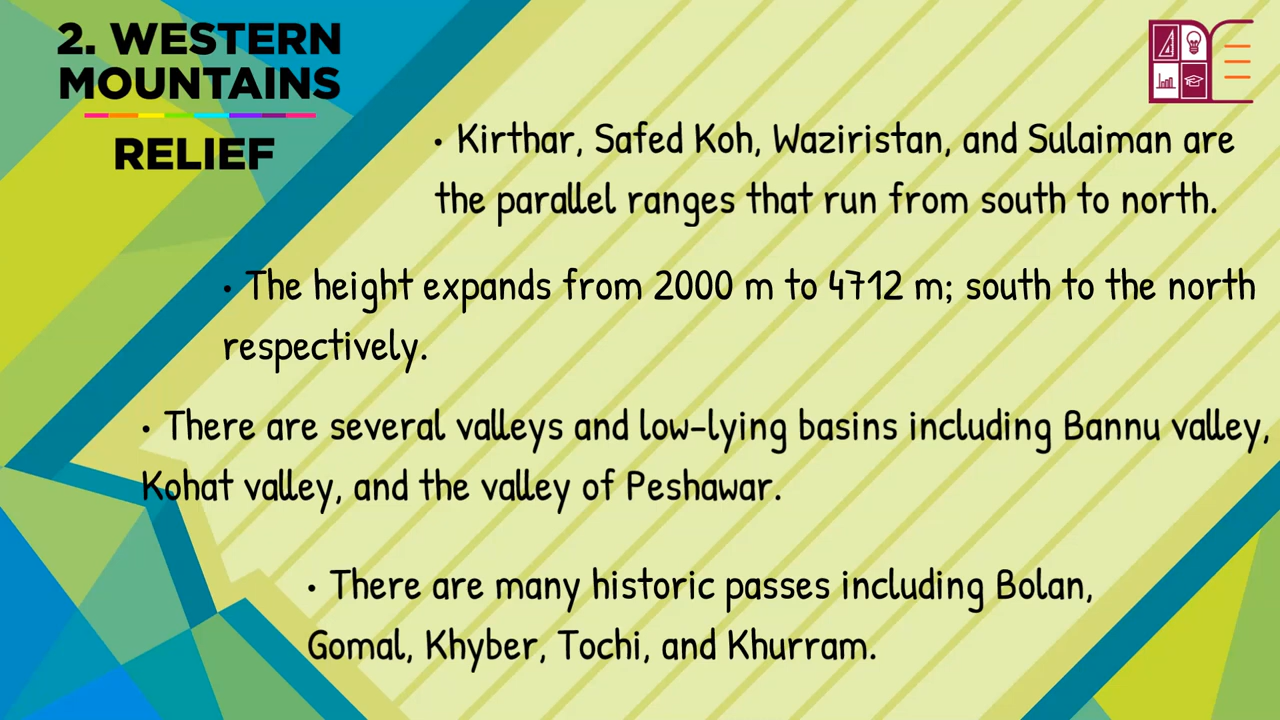 2. WESTERN
MOUNTAINS
RELIEF
• Kirthar, Safed Koh, Waziristan, and Sulaiman are
the parallel ranges that run from south to north.
• The height expands from 2000 m to 4712 m; south to the north
respectively.
• There are several valleys and low-lying basins including Bannu valley,
Kohat valley, and the valley of Peshawar.
• There are many historic passes including Bolan,
Gomal, Khyber, Tochi, and Khurram.